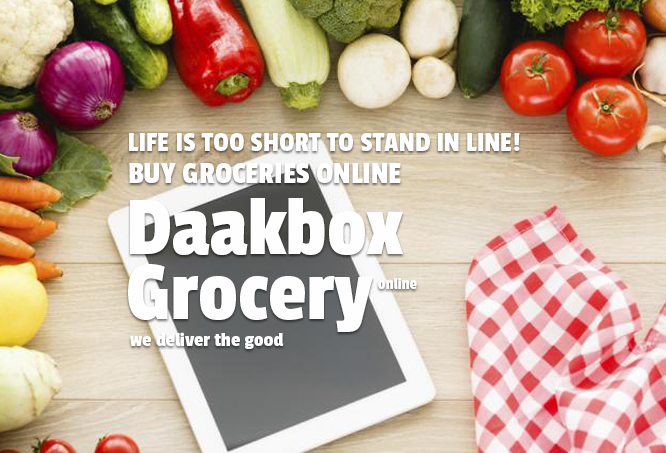 LIFE IS TOO SHORT TO STAND IN LINE!
BUY GROCERIES ONLINE
Daakbox
Grocery online
we deliver the good